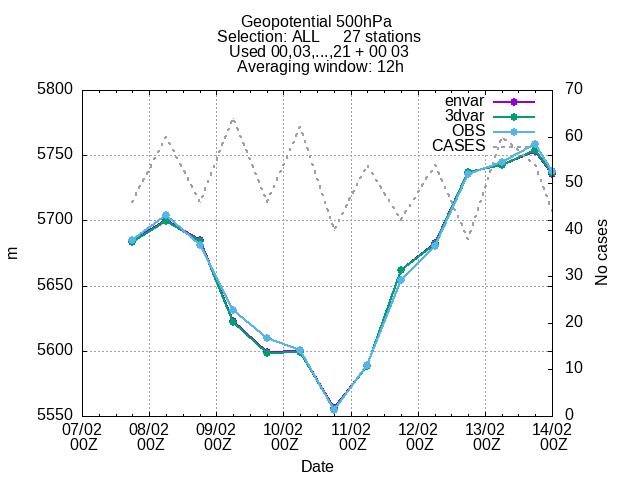 Geopotential 500hPa
Selection: ALL 27 stations
Used 00,03,...,21 + 00 03
Averaging window: 12h
5800
5750
5700
5650
5600
5550
m
70
60
50
40
30
20
10
0
No cases
envar
3dvar
OBS
CASES
07/02 08/02 09/02 10/02 11/02 12/02 13/02 14/02
00Z 00Z 00Z 00Z 00Z 00Z 00Z 00Z
Date